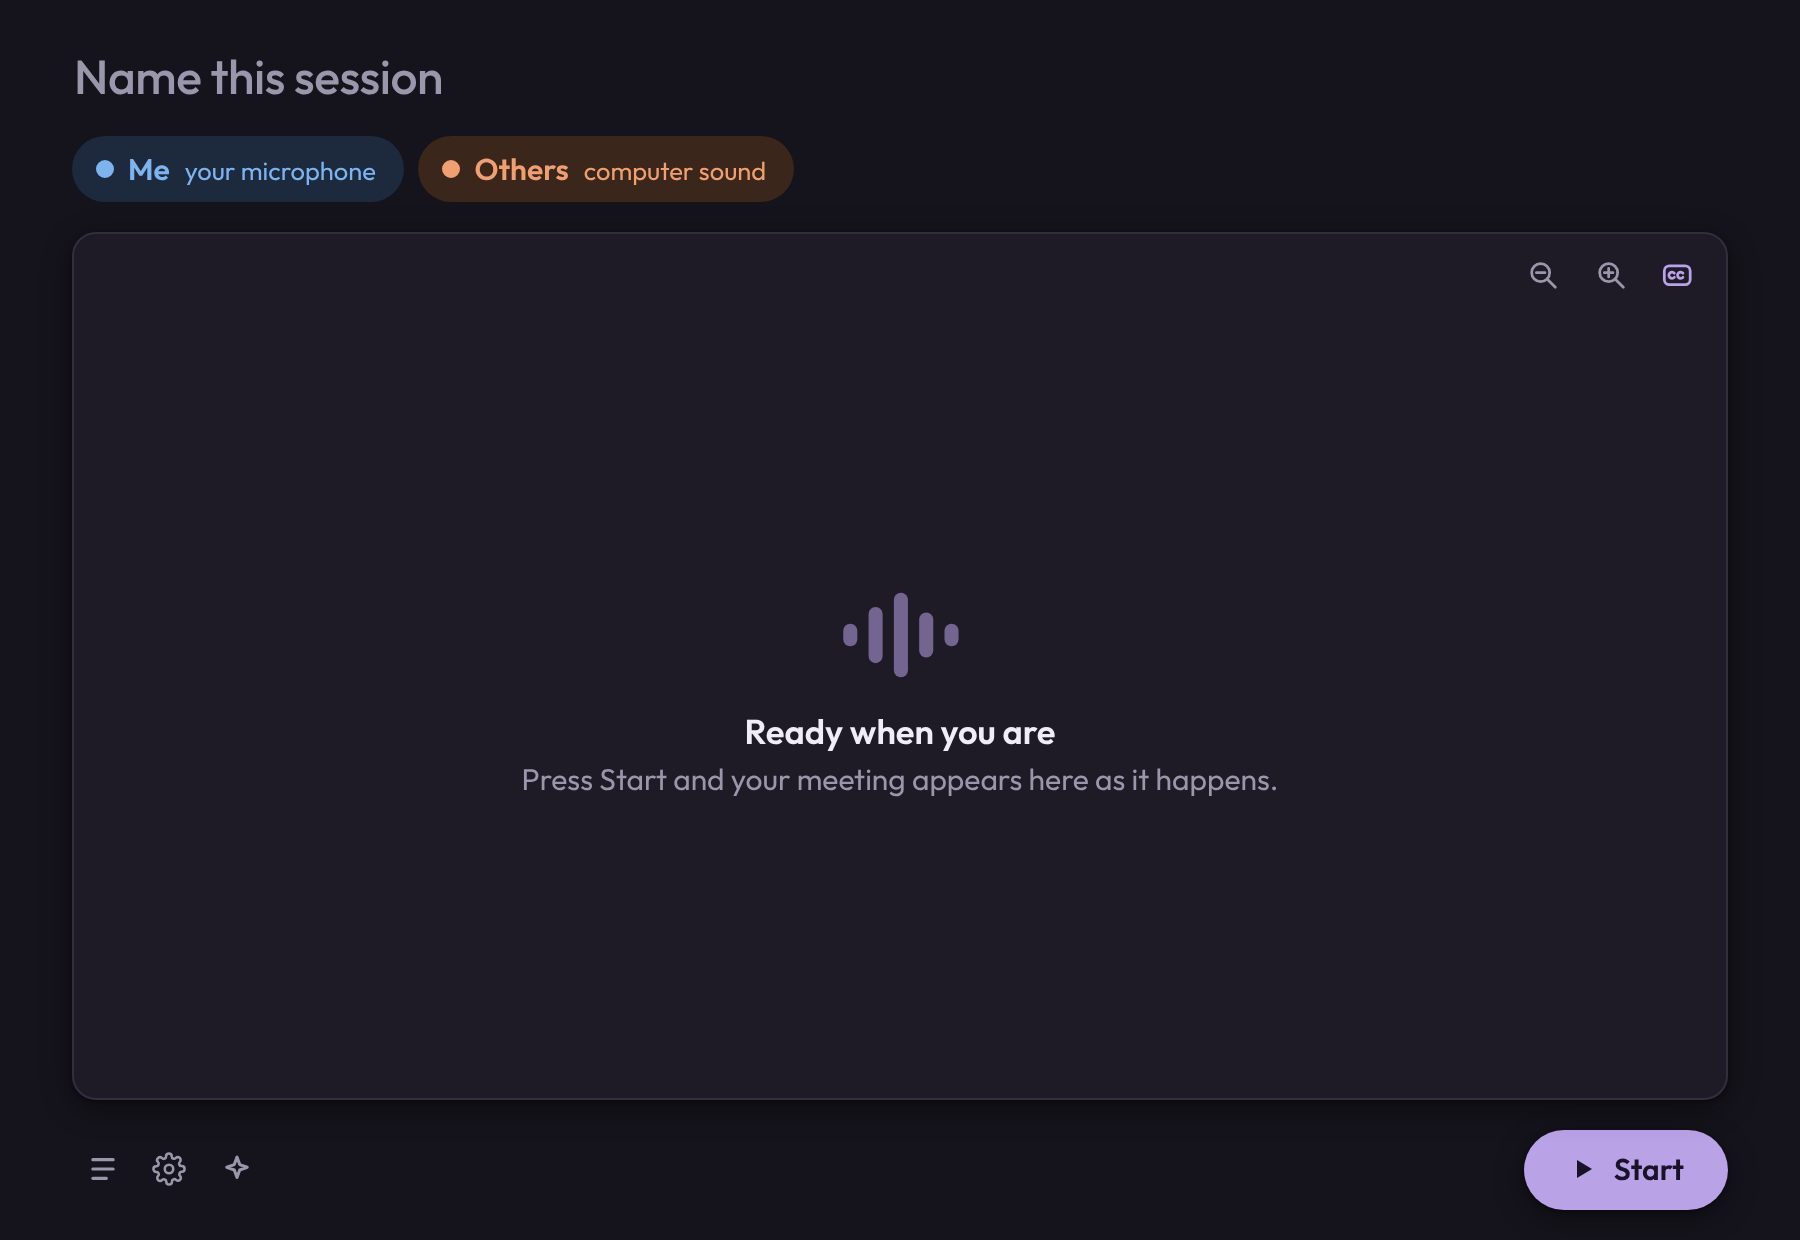 Name this session
Me your microphone
Others computer sound
CC
Ready when you are
Press Start and your meeting appears here as it happens.
Start